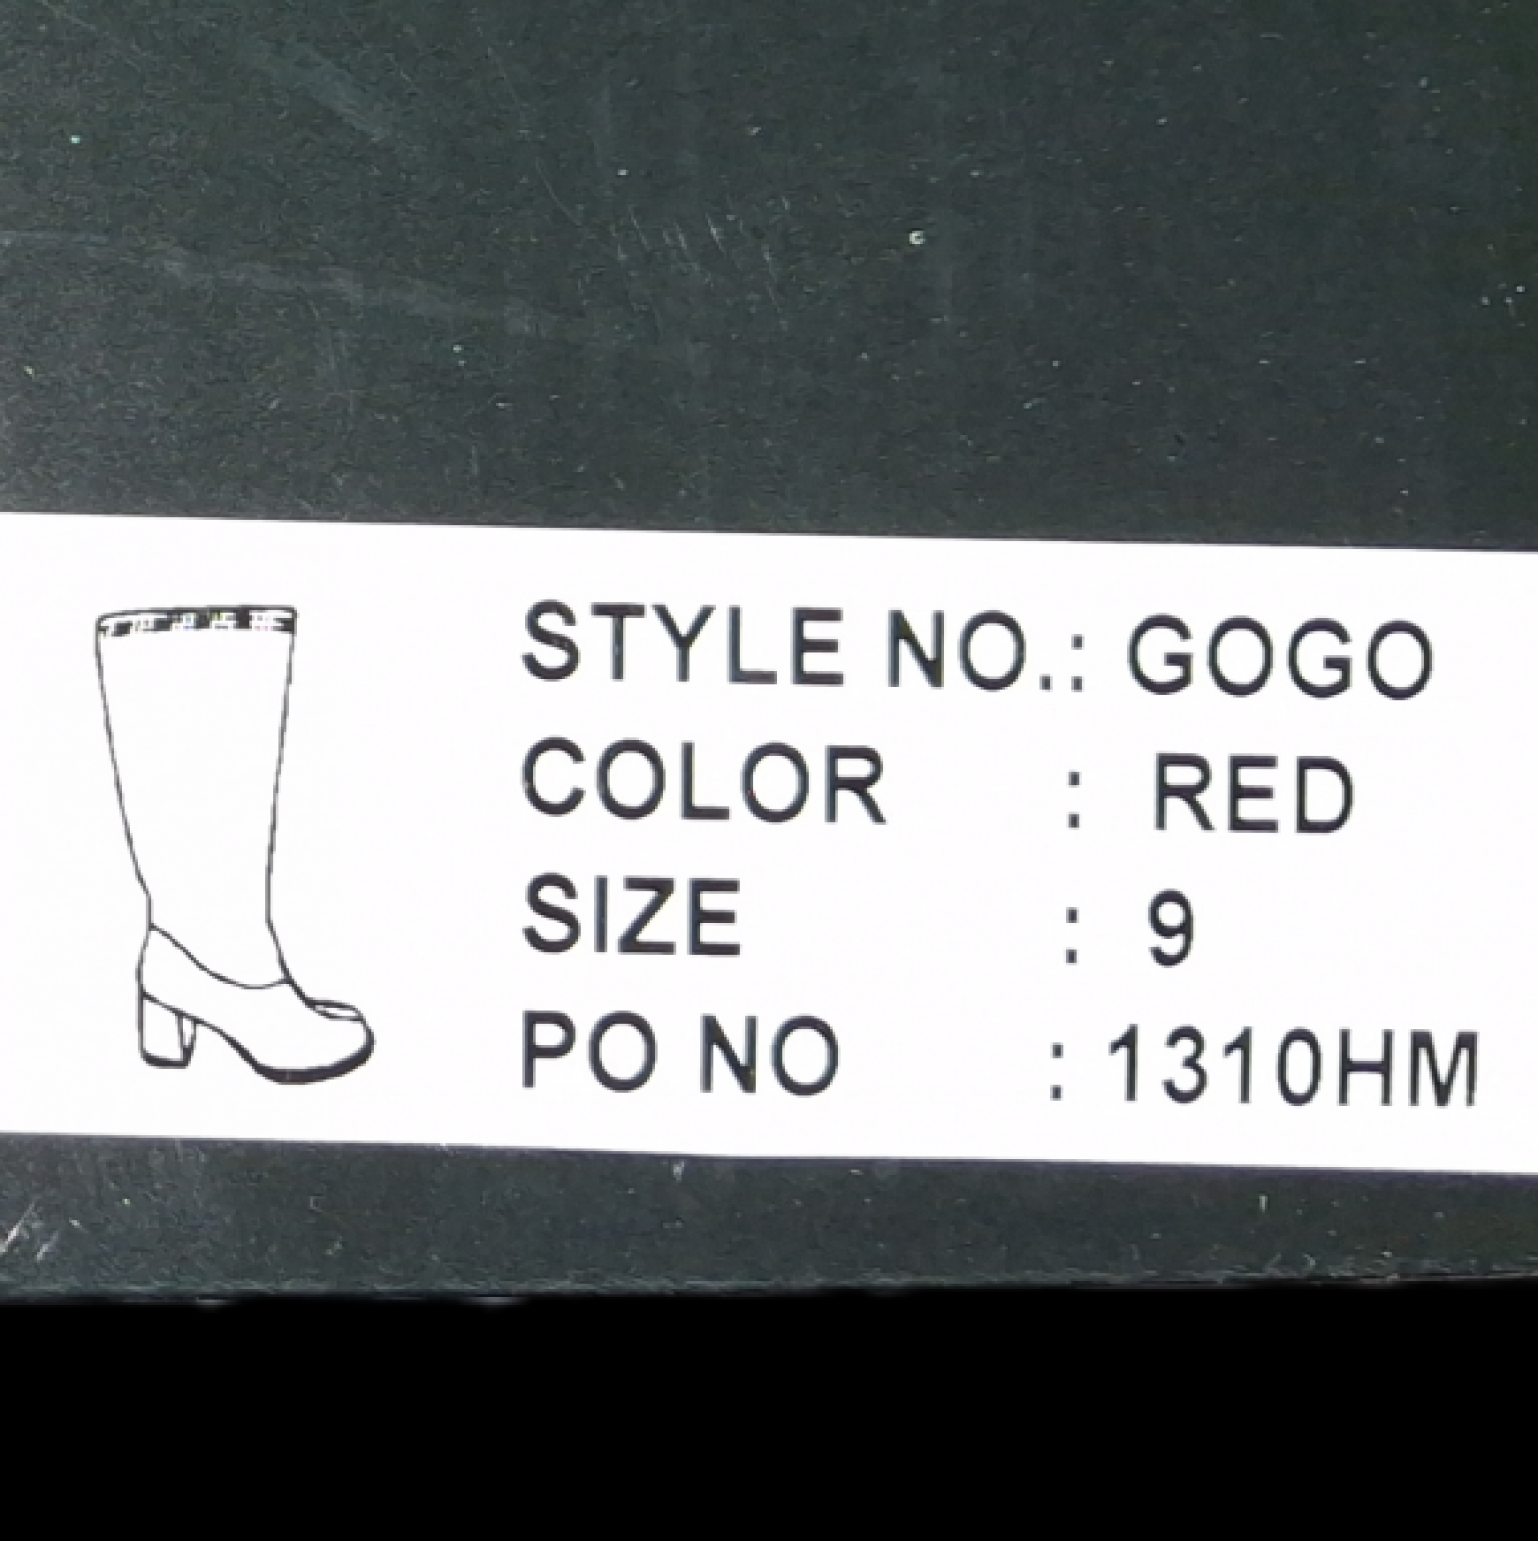 STYLE NO.: GOGO
COLOR : RED
SIZE : 9
PO NO : 1310HM